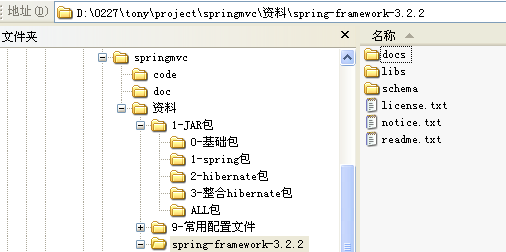 地址(D) D:\0227\tony\project\springmvc\资料\spring-framework-3.2.2
文件夹
springmvc
code
doc
资料
1-JAR包
0-基础包
1-spring包
2-hibernate包
3-整合hibernate包
ALL包
9-常用配置文件
spring-framework-3.2.2
名称
docs
libs
schema
license.txt
notice.txt
readme.txt